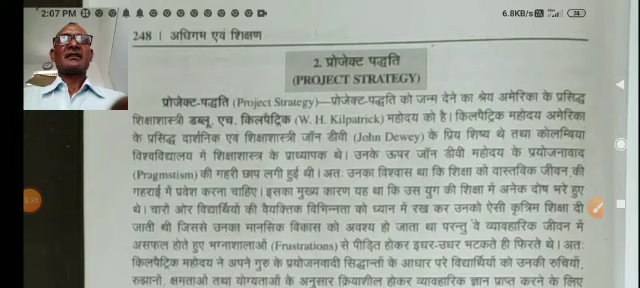 2:07 PM
6.8KB/s
74
248 | अधिगम एवं शिक्षण
2. प्रोजेक्ट पद्धति
(PROJECT STRATEGY)
प्रोजेक्ट-पद्धति (Project Strategy)—प्रोजेक्ट-पद्धति को जन्म देने का श्रेय अमेरिका के प्रसिद्ध
शिक्षाशास्त्री डब्लू. एच. किलपैट्रिक (W. H. Kilpatrick) महोदय को है। किलपैट्रिक महोदय अमेरिका
के प्रसिद्ध दार्शनिक एवं शिक्षाशास्त्री जॉन डीवी (John Dewey) के प्रिय शिष्य थे तथा कोलम्बिया
विश्वविद्यालय में शिक्षाशास्त्र के प्राध्यापक थे। उनके ऊपर जॉन डीवी महोदय के प्रयोजनावाद
(Pragmstism) की गहरी छाप लगी हुई थी। अतः उनका विश्वास था कि शिक्षा को वास्तविक जीवन की
गहराई में प्रवेश करना चाहिए। इसका मुख्य कारण यह था कि उस युग की शिक्षा में अनेक दोष भरे हुए
थे। चारों ओर विद्यार्थियों की वैयक्तिक विभिन्नता को ध्यान में रख कर उनको ऐसी कृत्रिम शिक्षा दी
जाती थी जिससे उनका मानसिक विकास को अवश्य हो जाता था परन्तु वे व्यावहारिक जीवन में
असफल होते हुए भग्नाशाओं (Frustrations) से पीड़ित होकर इधर-उधर भटकते ही फिरते थे। अतः
किलपैट्रिक महोदय ने अपने गुरु के प्रयोजनवादी सिद्धान्तों के आधार परे विद्यार्थियों को उनकी रुचियों,
रुझानों, क्षमताओं तथा योग्यताओं के अनुसार क्रियाशील होकर व्यावहारिक ज्ञान प्राप्त करने के लिए